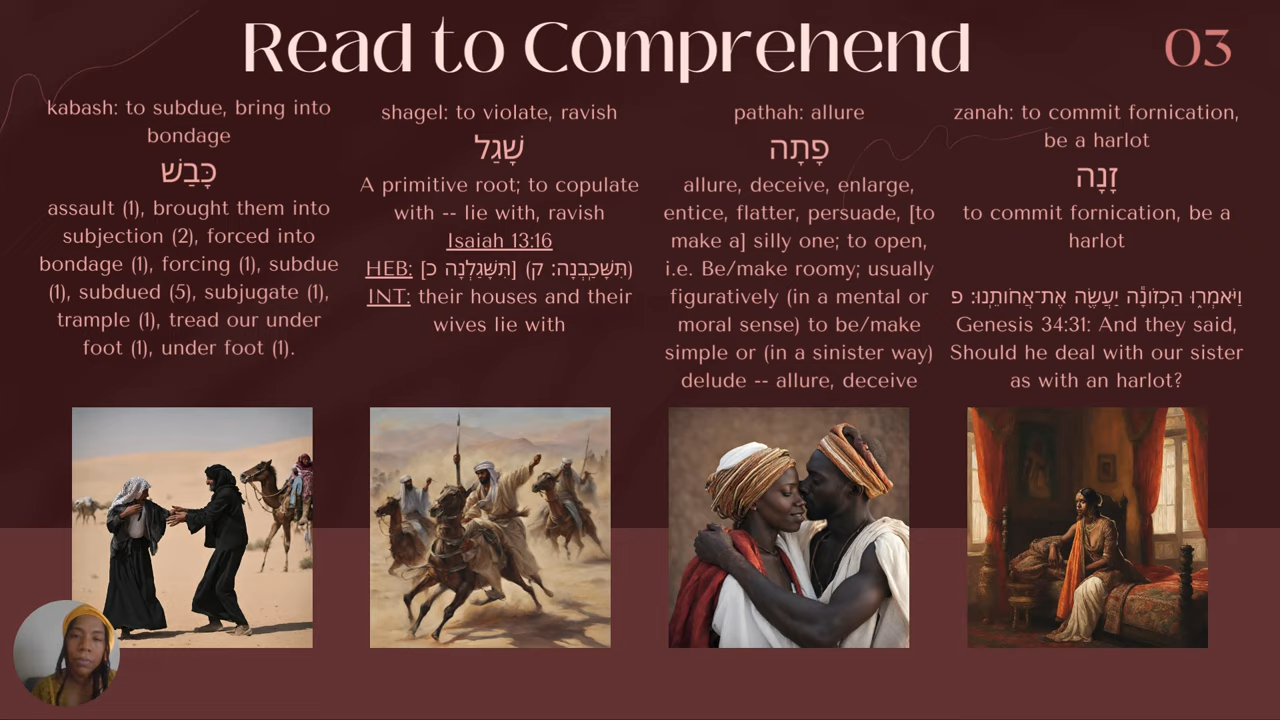 Read to Comprehend
03
kabash: to subdue, bring into
bondage
כָּבַשׁ
assault (1), brought them into
subjection (2), forced into
bondage (1), forcing (1), subdue
(1), subdued (5), subjugate (1),
trample (1), tread our under
foot (1), under foot (1).
shagel: to violate, ravish
שָׁגַל
A primitive root; to copulate
with -- lie with, ravish
Isaiah 13:16
HEB: [תִּשָּׁגַלְנָה כ] (תִּשָּׁכַֽבְנָה׃ ק)
INT: their houses and their
wives lie with
pathah: allure
פָּתָה
allure, deceive, enlarge,
entice, flatter, persuade, [to
make a] silly one; to open,
i.e. Be/make roomy; usually
figuratively (in a mental or
moral sense) to be/make
simple or (in a sinister way)
delude -- allure, deceive
zanah: to commit fornication,
be a harlot
זָנָה
to commit fornication, be a
harlot
וַיֹּאמְר֑וּ הַכְזוֹנָ֕ה יַעֲשֶׂ֖ה אֶת־אֲחוֹתֵֽנוּ׃ פ
Genesis 34:31: And they said,
Should he deal with our sister
as with an harlot?